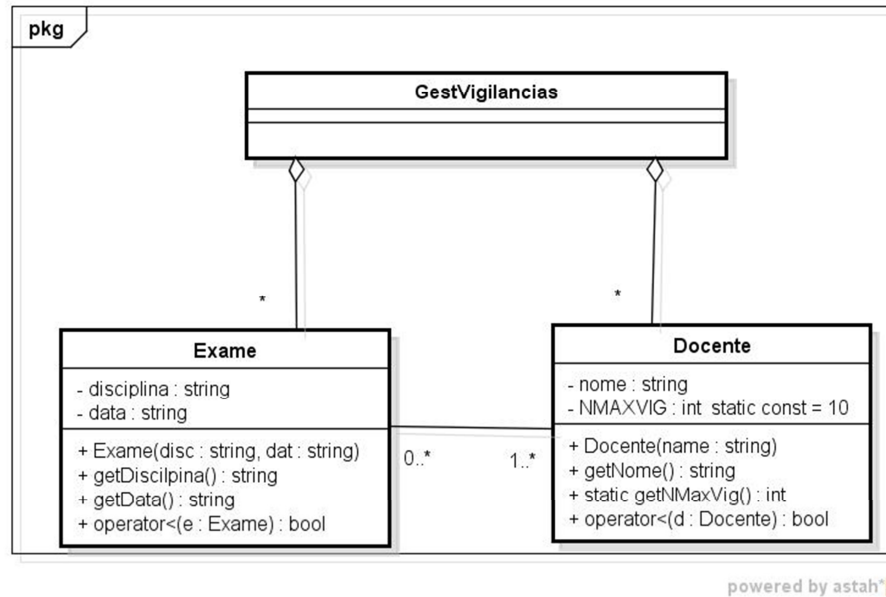 pkg
GestVigilancias
*
*
Exame
- disciplina : string
- data : string
+ Exame(disc : string, dat : string)
+ getDiscilpina() : string
+ getData() : string
+ operator<(e : Exame) : bool
0..*
1..*
Docente
- nome : string
- NMAXVIG : int static const = 10
+ Docente(name : string)
+ getNome() : string
+ static getNMaxVig() : int
+ operator<(d : Docente) : bool
powered by astah*